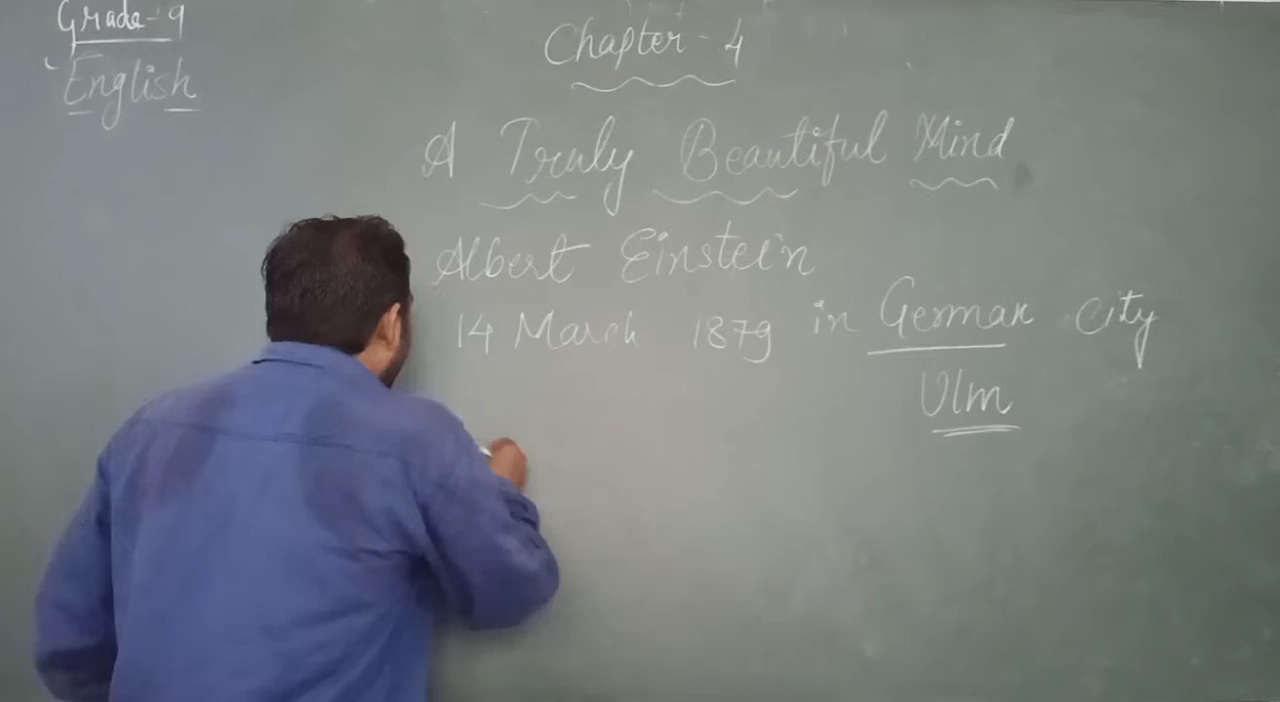 Grade-9
English
Chapter-4
A Truly Beautiful Mind
Albert Einstein
14 March 1879 in German city
Ulm